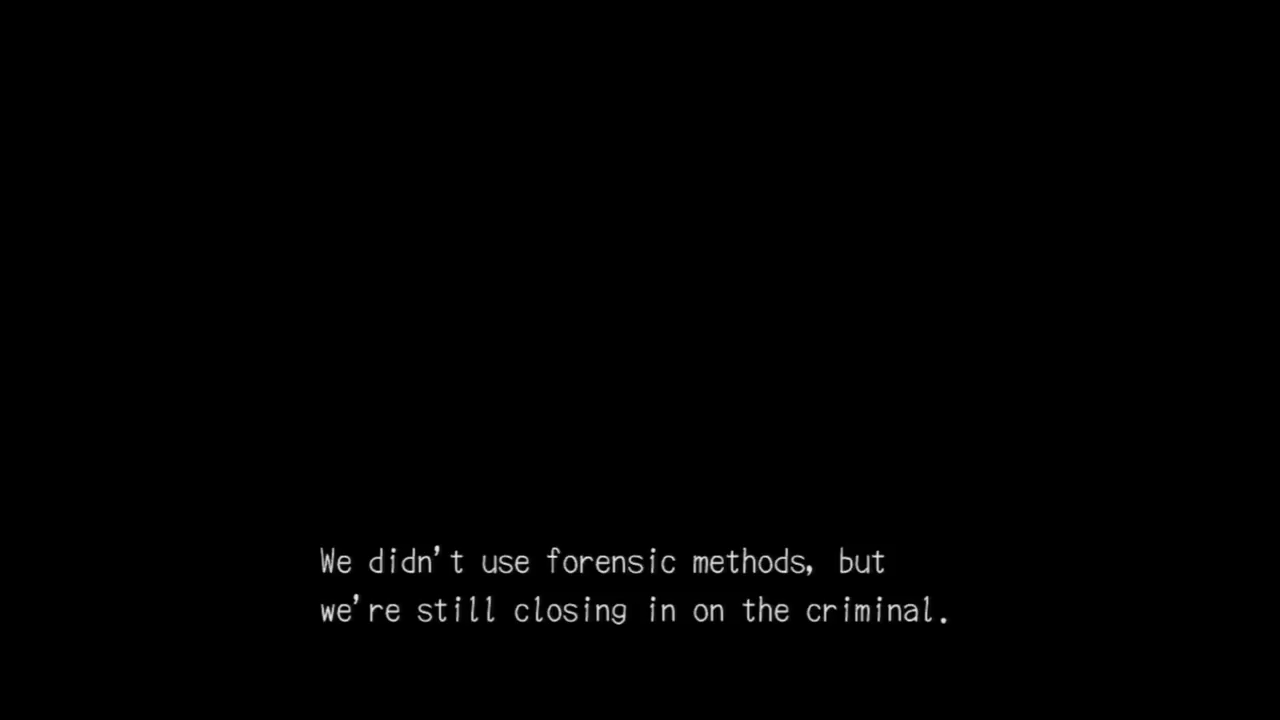 We didn't use forensic methods, but
we're still closing in on the criminal.